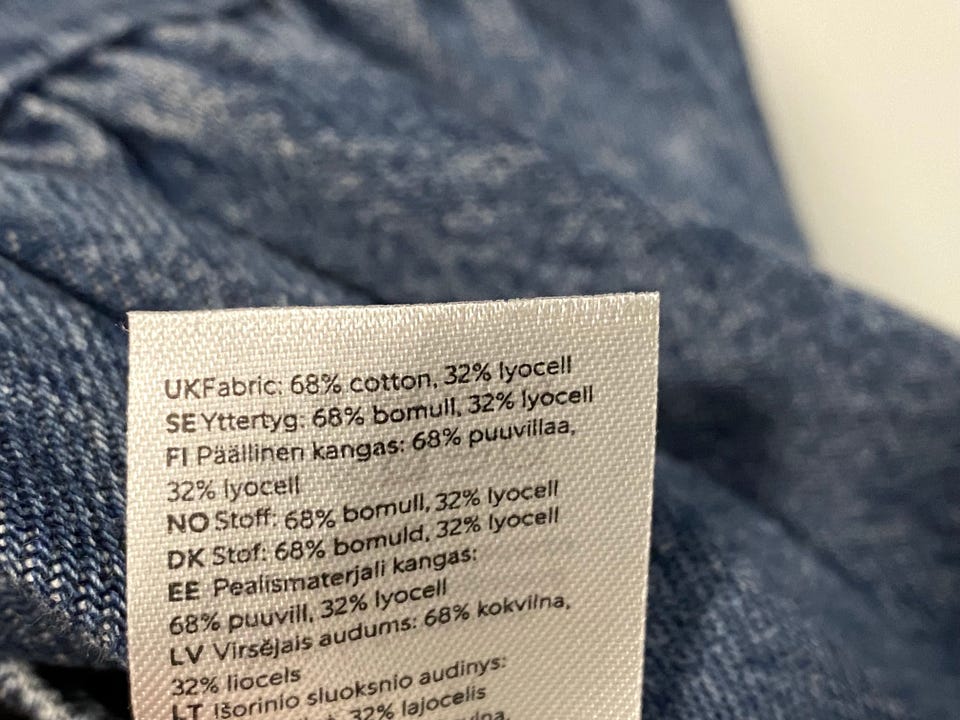 UKFabric: 68% cotton, 32% lyocell
SE Yttertyg: 68% bomull, 32% lyocell
FI Päällinen kangas: 68% puuvillaa,
32% lyocell
NO Stoff: 68% bomull, 32% lyocell
DK Stof: 68% bomuld, 32% lyocell
EE Pealismaterjali kangas:
68% puuvill, 32% lyocell
LV Virsējais audums: 68% kokvilna,
32% liocels
LT Išorinio sluoksnio audinys:
32% lajocelis